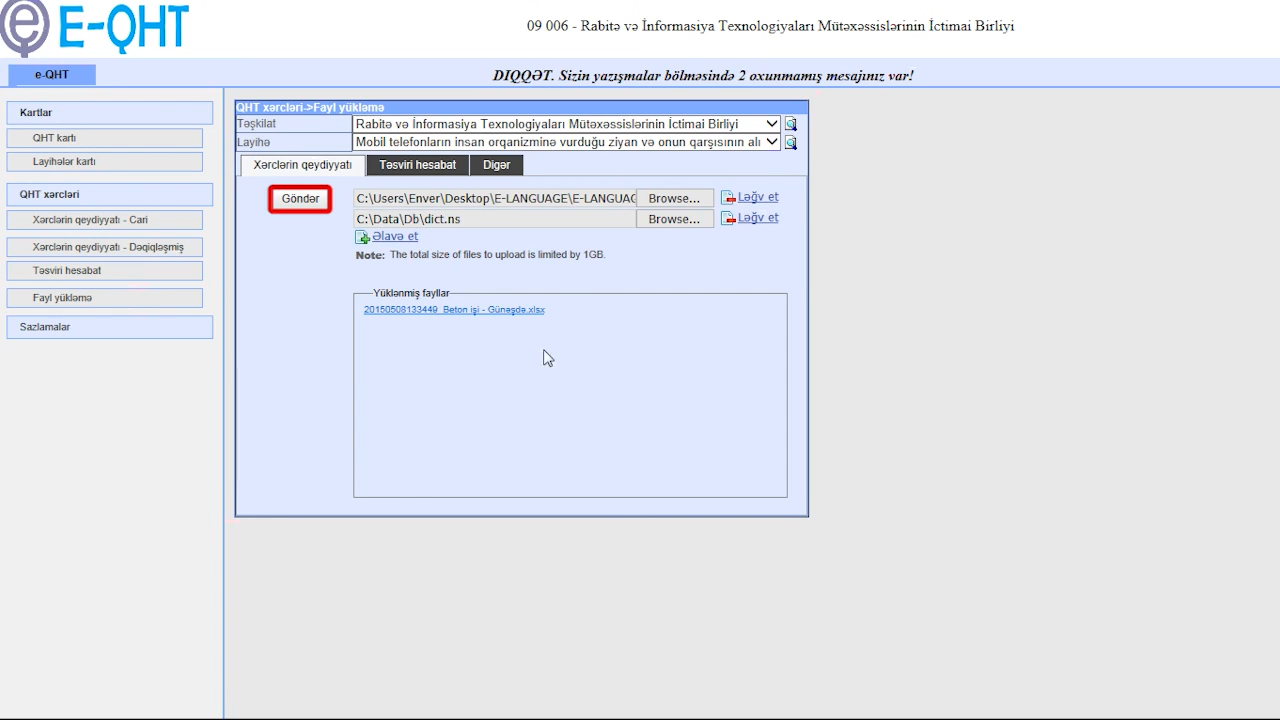 e E-QHT
09 006 - Rabitə və İnformasiya Texnologiyaları Mütəxəssislərinin İctimai Birliyi
e-QHT
DIQQƏT. Sizin yazışmalar bölməsində 2 oxunmamış mesajınız var!
Kartlar
QHT kartı
Layihələr kartı
QHT xərcləri
Xərclərin qeydiyyatı - Cari
Xərclərin qeydiyyatı - Dəqiqləşmiş
Təsviri hesabat
Fayl yükləmə
Sazlamalar
QHT xərcləri->Fayl yükləmə
Təşkilat Rabitə və İnformasiya Texnologiyaları Mütəxəssislərinin İctimai Birliyi
Layihə Mobil telefonların insan orqanizminə vurduğu ziyan və onun qarşısının alı
Xərclərin qeydiyyatı Təsviri hesabat Digər
Göndər C:\Users\Enver\Desktop\E-LANGUAGE\E-LANGUAG Browse... Ləğv et
C:\Data\Db\dict.ns Browse... Ləğv et
Əlavə et
Note: The total size of files to upload is limited by 1GB.
Yüklənmiş fayllar
20150508133449_Beton işi - Günəşdə.xlsx